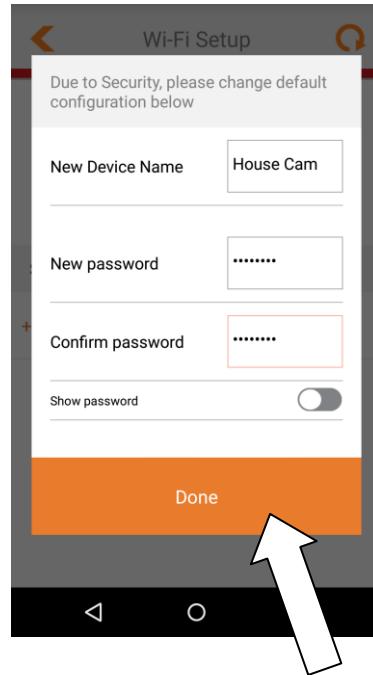 Wi-Fi Setup
Due to Security, please change default
configuration below
New Device Name
House Cam
New password
••••••••
Confirm password
••••••••
Show password
Done